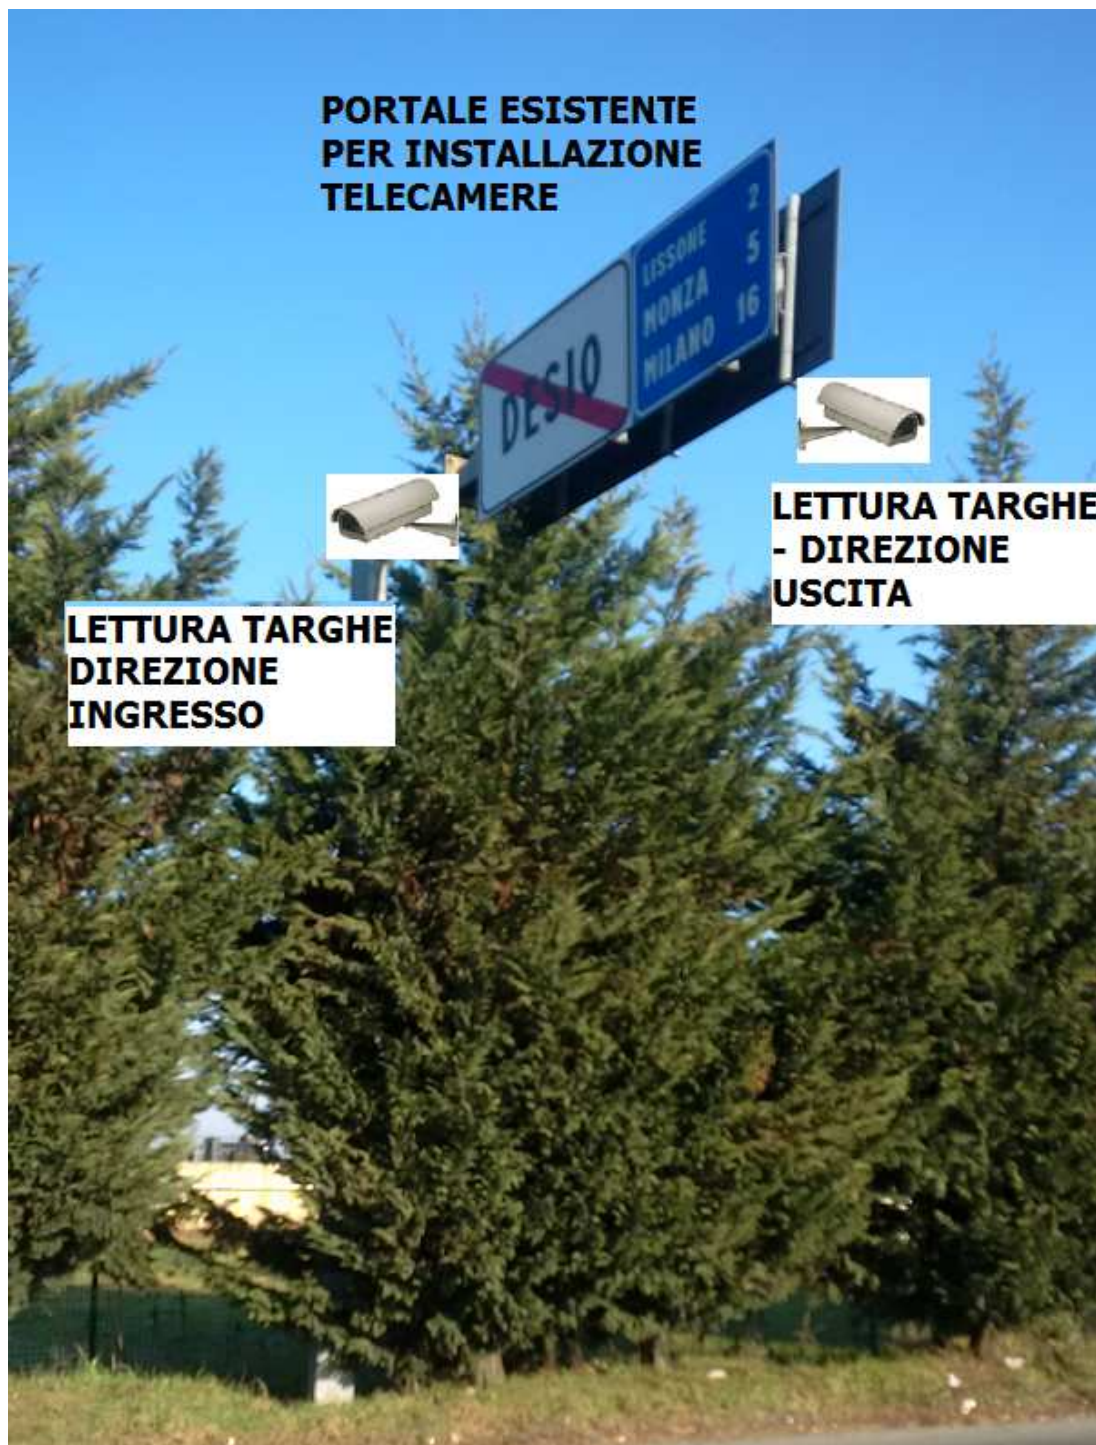 PORTALE ESISTENTE
PER INSTALLAZIONE
TELECAMERE
DESIO
LISSONE 2
MONZA 5
MILANO 16
LETTURA TARGHE
- DIREZIONE
USCITA
LETTURA TARGHE
DIREZIONE
INGRESSO